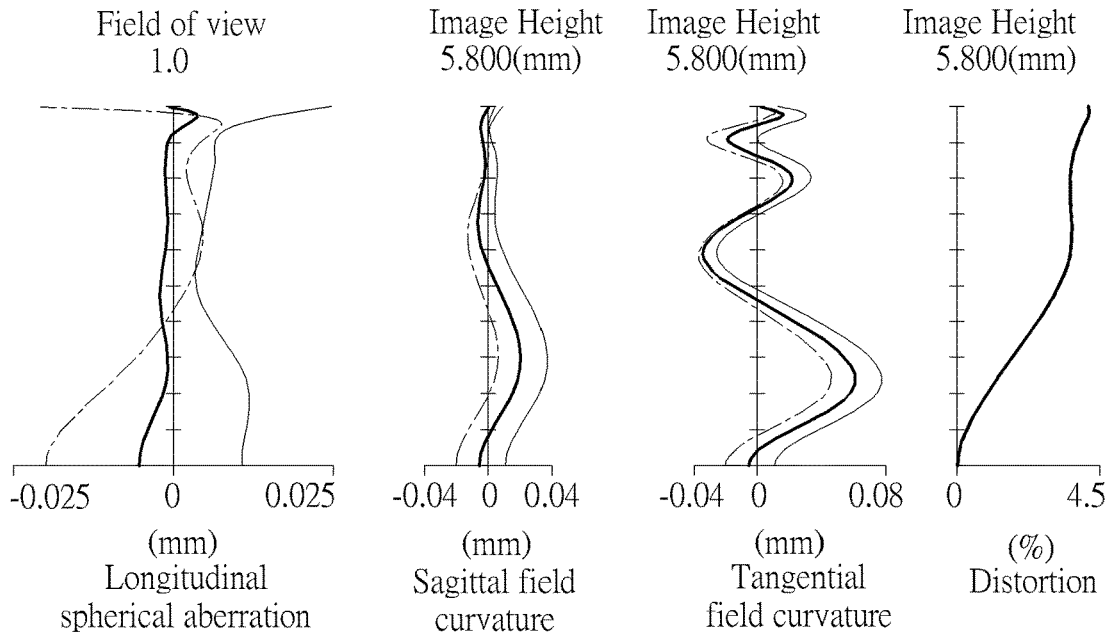 Field of view
1.0
Image Height
5.800(mm)
Image Height
5.800(mm)
Image Height
5.800(mm)
-0.025 0 0.025
-0.04 0 0.04
-0.04 0 0.08
0 4.5
(mm)
Longitudinal
spherical aberration
(mm)
Sagittal field
curvature
(mm)
Tangential
field curvature
(%)
Distortion